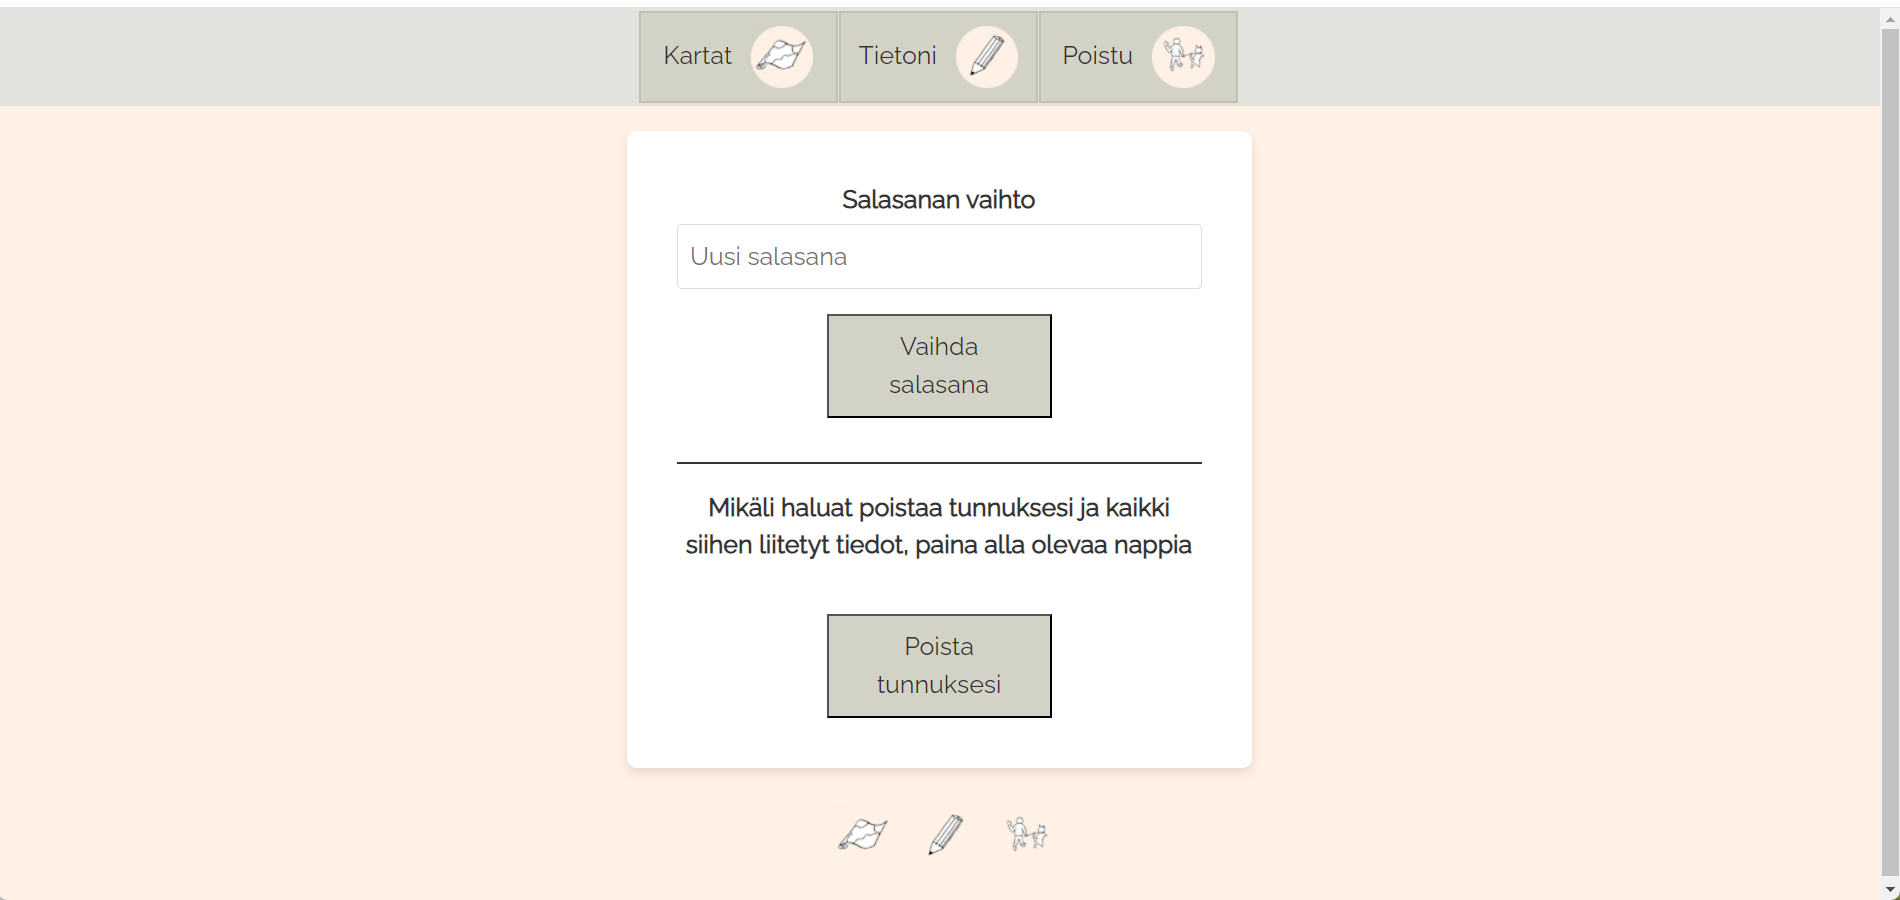 Kartat
Tietoni
Poistu
Salasanan vaihto
Uusi salasana
Vaihda
salasana
Mikäli haluat poistaa tunnuksesi ja kaikki
siihen liitetyt tiedot, paina alla olevaa nappia
Poista
tunnuksesi